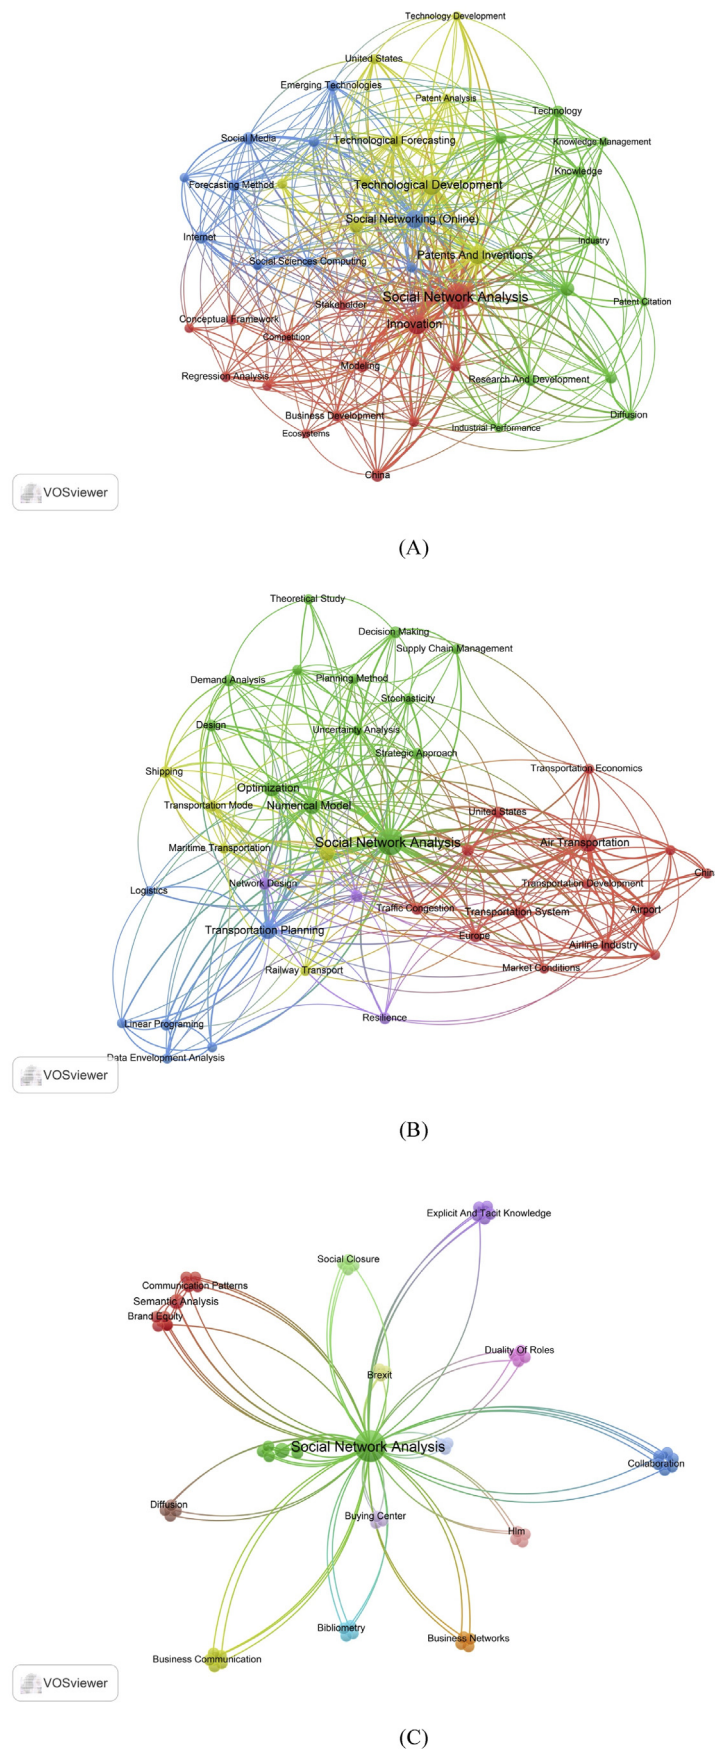 Technology Development
United States
Emerging Technologies
Patent Analysis
Technology
Social Media
Technological Forecasting
Knowledge Management
Knowledge
Forecasting Method
Technological Development
Social Networking (Online)
Internet
Industry
Patents And Inventions
Social Sciences Computing
Social Network Analysis
Stakeholder
Patent Citation
Conceptual Framework
Innovation
Competition
Modeling
Regression Analysis
Research And Development
Business Development
Diffusion
Industrial Performance
Ecosystems
China
VOSviewer
(A)
Theoretical Study
Decision Making
Supply Chain Management
Demand Analysis
Planning Method
Stochasticity
Design
Uncertainty Analysis
Strategic Approach
Shipping
Transportation Economics
Optimization
Transportation Mode
Numerical Model
United States
Social Network Analysis
Air Transportation
Maritime Transportation
Chin
Network Design
Transportation Development
Logistics
Traffic Congestion
Transportation System
Airport
Transportation Planning
Europe
Airline Industry
Railway Transport
Market Conditions
Resilience
Linear Programing
Data Envelopment Analysis
VOSviewer
(B)
Explicit And Tacit Knowledge
Social Closure
Communication Patterns
Semantic Analysis
Brand Equity
Duality Of Roles
Brexit
Social Network Analysis
Collaboration
Diffusion
Buying Center
Hlm
Bibliometry
Business Networks
Business Communication
VOSviewer
(C)